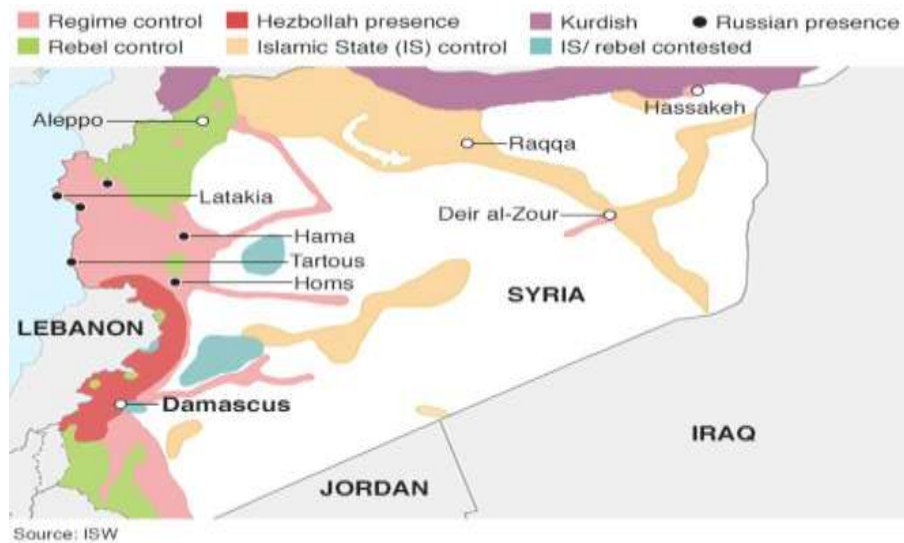 Regime control
Hezbollah presence
Kurdish
Russian presence
Rebel control
Islamic State (IS) control
IS/ rebel contested
Aleppo
Hassakeh
Raqqa
Latakia
Deir al-Zour
Hama
Tartous
Homs
SYRIA
LEBANON
Damascus
IRAQ
JORDAN
Source: ISW